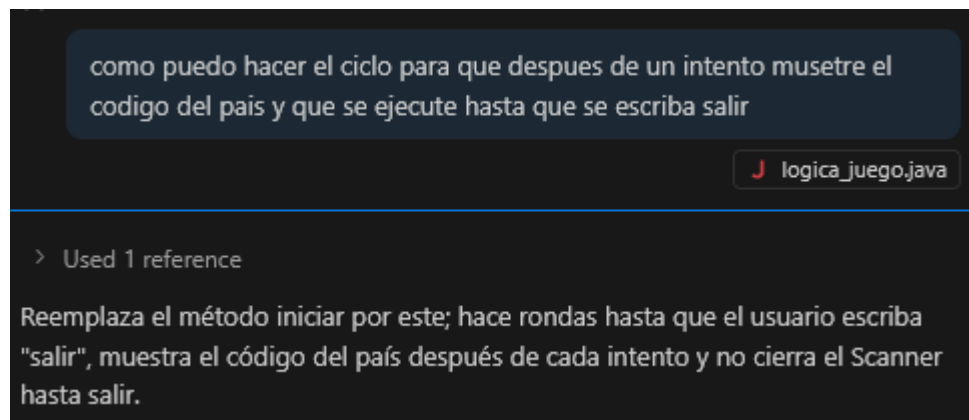 como puedo hacer el ciclo para que despues de un intento musetre el
codigo del pais y que se ejecute hasta que se escriba salir
J logica_juego.java
> Used 1 reference
Reemplaza el método iniciar por este; hace rondas hasta que el usuario escriba
"salir", muestra el código del país después de cada intento y no cierra el Scanner
hasta salir.